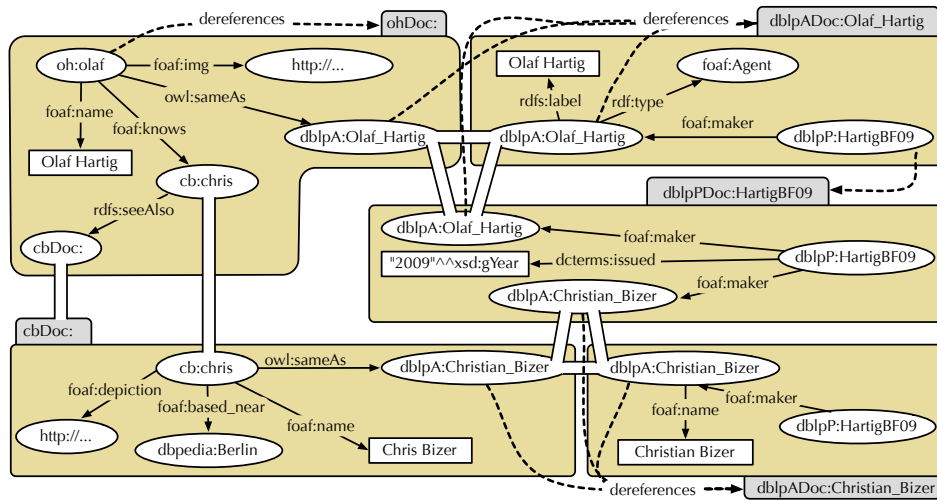 dereferences
ohDoc:
dblpADoc:Olaf_Hartig
oh:olaf
foaf:img
http://...
owl:sameAs
foaf:name
foaf:knows
Olaf Hartig
dblpA:Olaf_Hartig
cb:chris
rdfs:seeAlso
cbDoc:
Olaf Hartig
foaf:Agent
rdfs:label
rdf:type
dblpA:Olaf_Hartig
foaf:maker
dblpP:HartigBF09
dblpPDoc:HartigBF09
dblpA:Olaf_Hartig
foaf:maker
"2009"^^xsd:gYear
dcterms:issued
dblpP:HartigBF09
foaf:maker
dblpA:Christian_Bizer
cbDoc:
cb:chris
owl:sameAs
dblpA:Christian_Bizer
foaf:depiction
foaf:based_near
foaf:name
http://...
dbpedia:Berlin
Chris Bizer
dblpA:Christian_Bizer
foaf:name
foaf:maker
Christian Bizer
dblpP:HartigBF09
dereferences
dblpADoc:Christian_Bizer